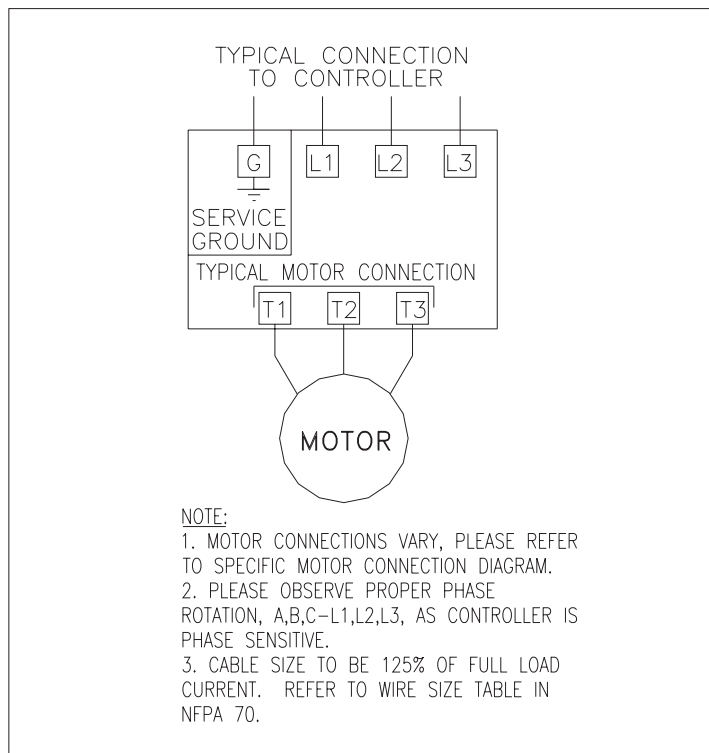 TYPICAL CONNECTION
TO CONTROLLER
G L1 L2 L3
SERVICE
GROUND
TYPICAL MOTOR CONNECTION
T1 T2 T3
MOTOR
NOTE:
1. MOTOR CONNECTIONS VARY, PLEASE REFER
TO SPECIFIC MOTOR CONNECTION DIAGRAM.
2. PLEASE OBSERVE PROPER PHASE
ROTATION, A,B,C-L1,L2,L3, AS CONTROLLER IS
PHASE SENSITIVE.
3. CABLE SIZE TO BE 125% OF FULL LOAD
CURRENT. REFER TO WIRE SIZE TABLE IN
NFPA 70.